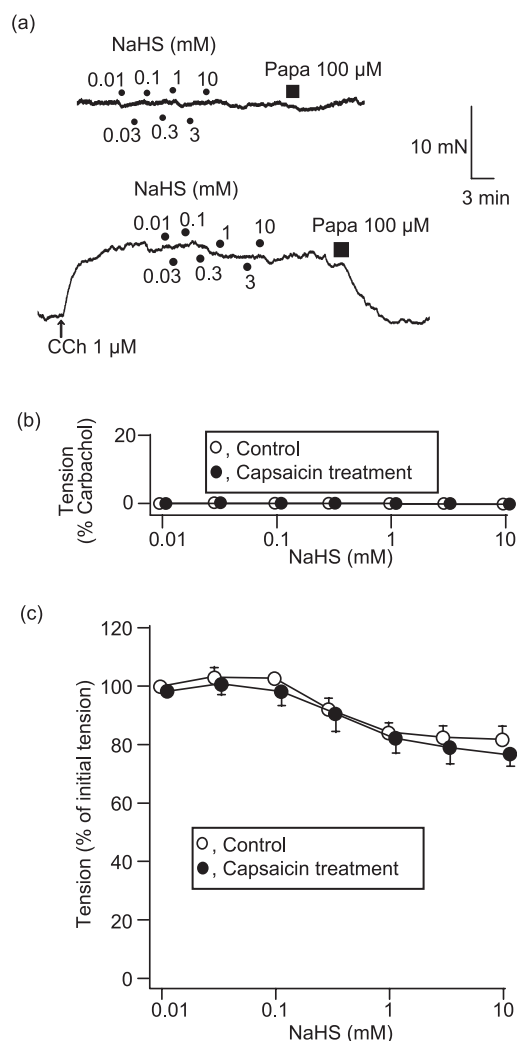 (a)
NaHS (mM)
0.01 0.1 1 10
Papa 100 µM
0.03 0.3 3
10 mN
3 min
NaHS (mM)
0.01 0.1 1 10
Papa 100 µM
0.03 0.3 3
CCh 1 µM
(b)
Tension
(% Carbachol)
20
0
○, Control
●, Capsaicin treatment
0.01 0.1 1 10
NaHS (mM)
(c)
Tension (% of initial tension)
120
100
80
60
40
20
0
○, Control
●, Capsaicin treatment
0.01 0.1 1 10
NaHS (mM)